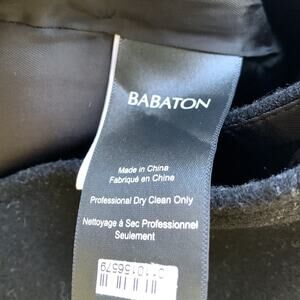 BABATON
Made in China
Fabriqué en Chine
Professional Dry Clean Only
Nettoyage à Sec Professionnel
Seulement